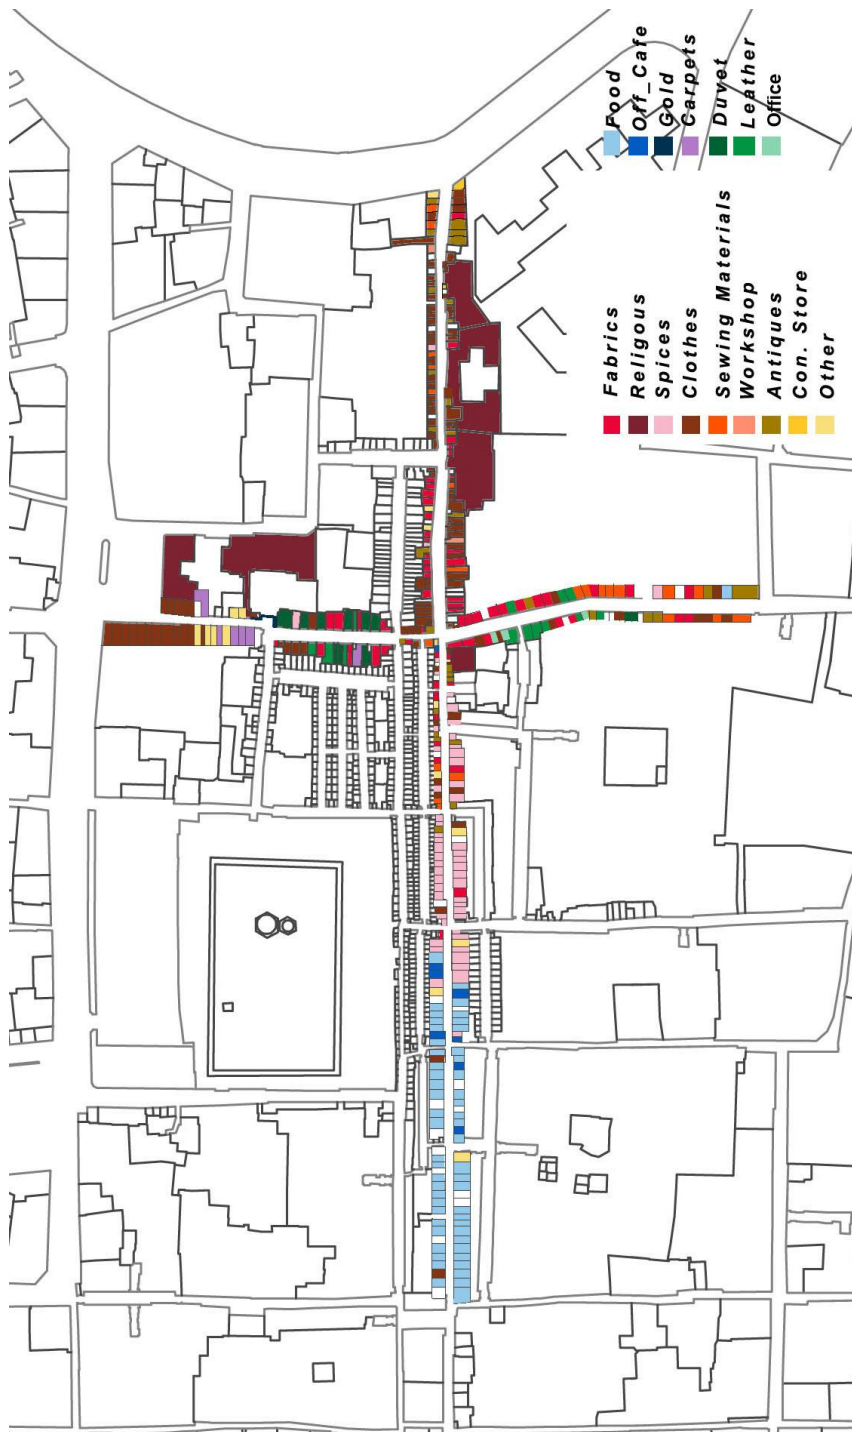 Fabrics
Religous
Spices
Clothes
Sewing Materials
Workshop
Antiques
Con. Store
Other
Food
Off_Cafe
Gold
Carpets
Duvet
Leather
Office